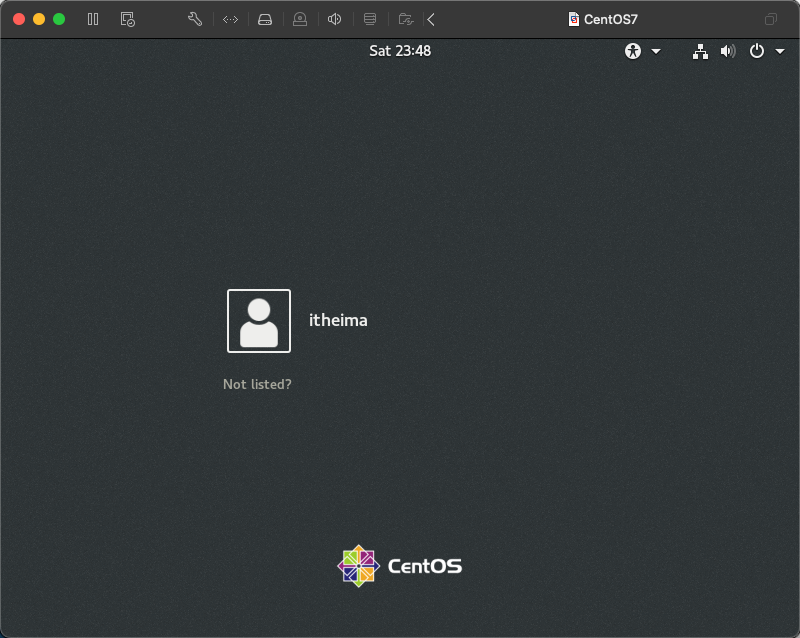 CentOS7
Sat 23:48
itheima
Not listed?
CentOS